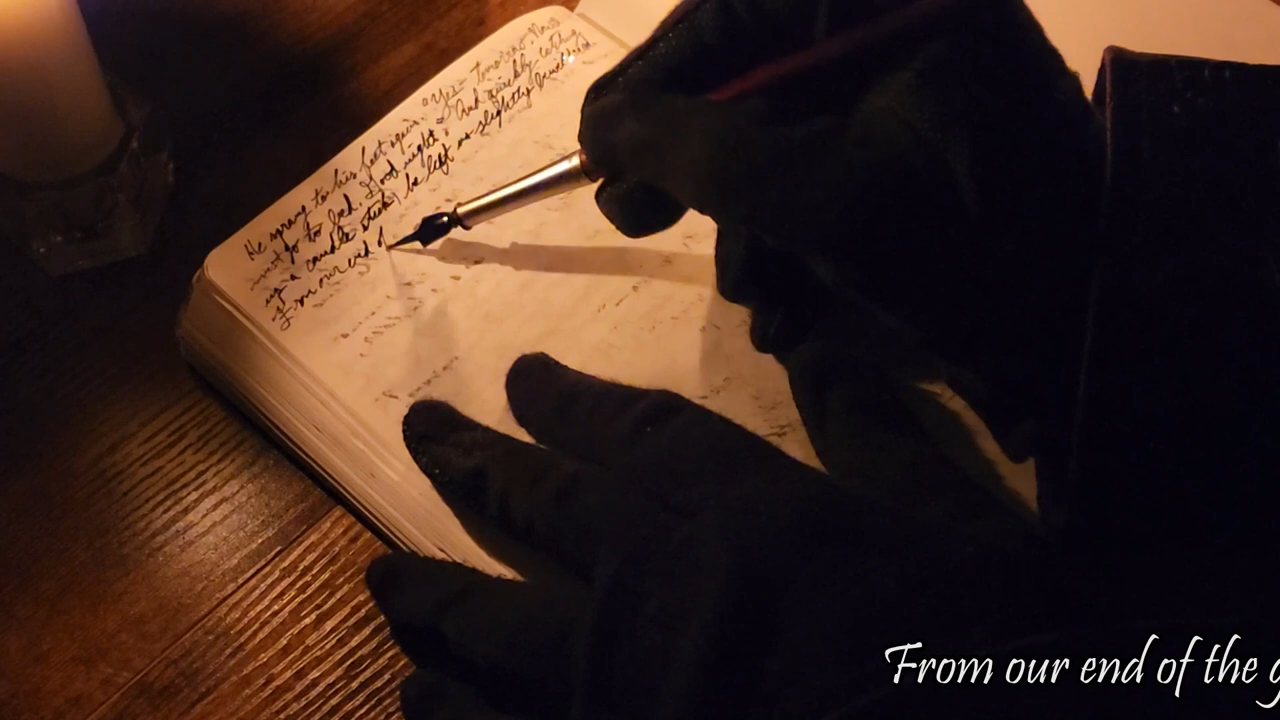 "Yes- tomorrow. Now
He sprang to his feet again.
must go to bed. Good night." And quickly catching
up a candle stick, he left us slightly bewildered.
From our end of
From our end of the g